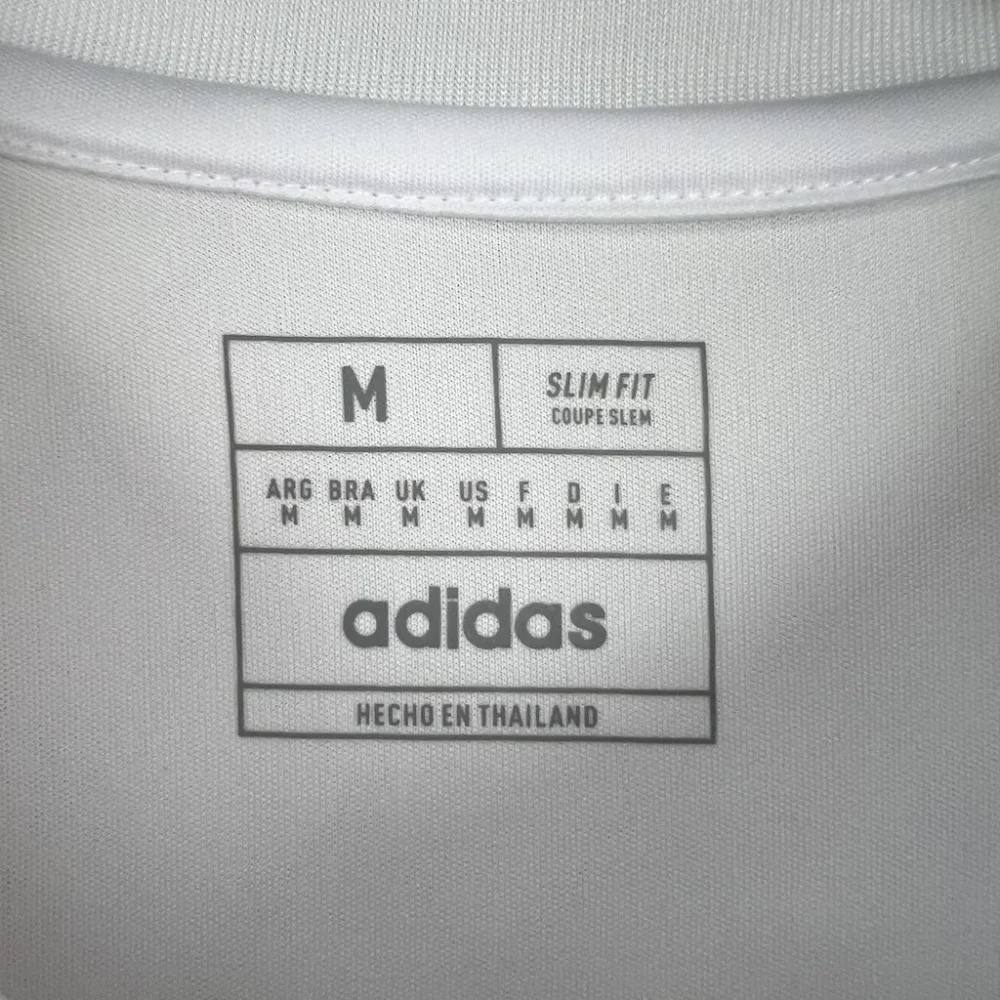 M
SLIM FIT
COUPE SLEM
ARG BRA UK US F D I E
M M M M M M M M
adidas
HECHO EN THAILAND